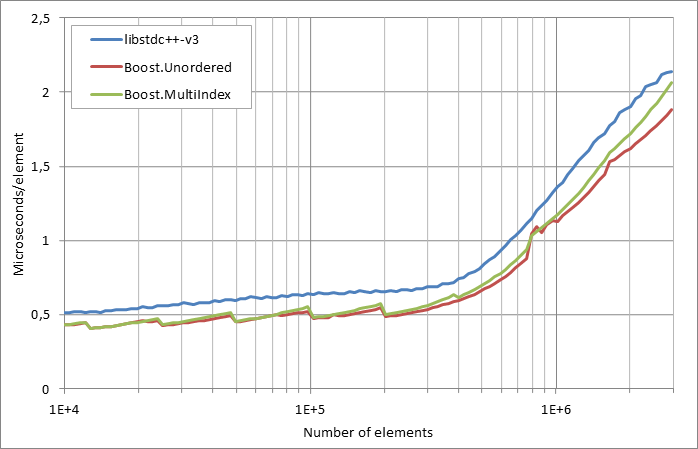 2,5
libstdc++-v3
Boost.Unordered
Boost.MultiIndex
2
1,5
1
0,5
0
Microseconds/element
1E+4
1E+5
1E+6
Number of elements